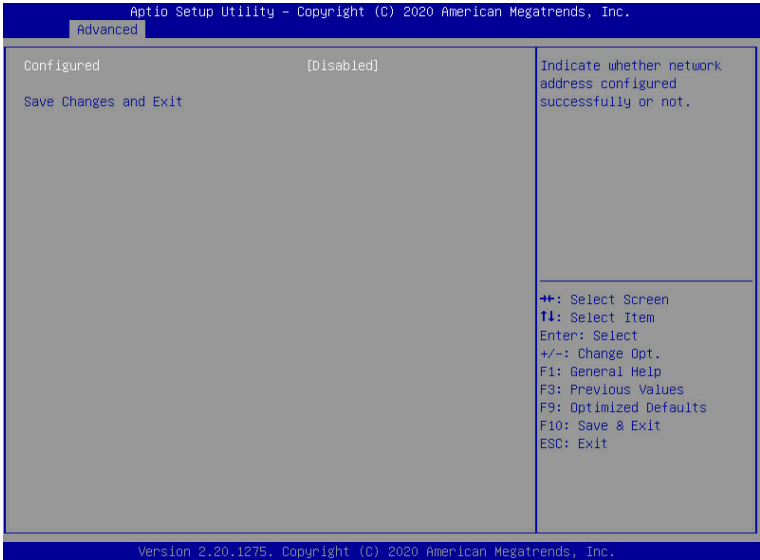 Aptio Setup Utility – Copyright (C) 2020 American Megatrends, Inc.
Advanced
Configured [Disabled]
Save Changes and Exit
Indicate whether network
address configured
successfully or not.
→←: Select Screen
↑↓: Select Item
Enter: Select
+/-: Change Opt.
F1: General Help
F3: Previous Values
F9: Optimized Defaults
F10: Save & Exit
ESC: Exit
Version 2.20.1275. Copyright (C) 2020 American Megatrends, Inc.